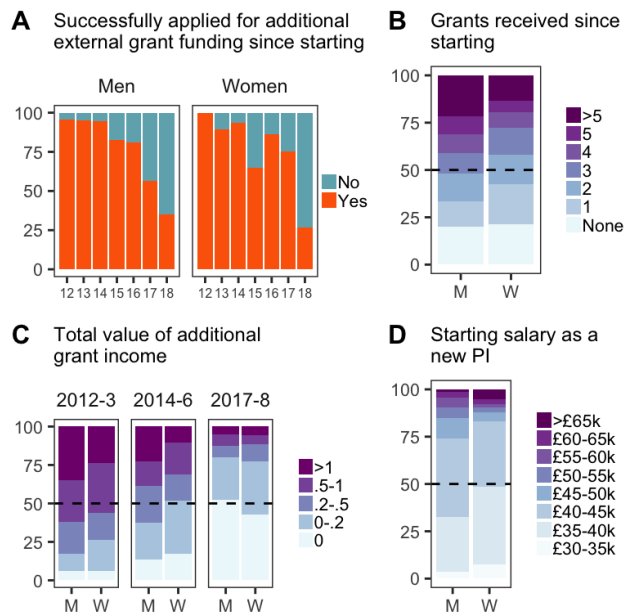 A
Successfully applied for additional
external grant funding since starting
Men
Women
100
75
50
25
0
12 13 14 15 16 17 18
12 13 14 15 16 17 18
No
Yes
B
Grants received since
starting
100
75
50
25
0
M W
>5
5
4
3
2
1
None
C
Total value of additional
grant income
2012-3 2014-6 2017-8
100
75
50
25
0
M W M W M W
>1
.5-1
.2-.5
0-.2
0
D
Starting salary as a
new PI
100
75
50
25
0
M W
>£65k
£60-65k
£55-60k
£50-55k
£45-50k
£40-45k
£35-40k
£30-35k